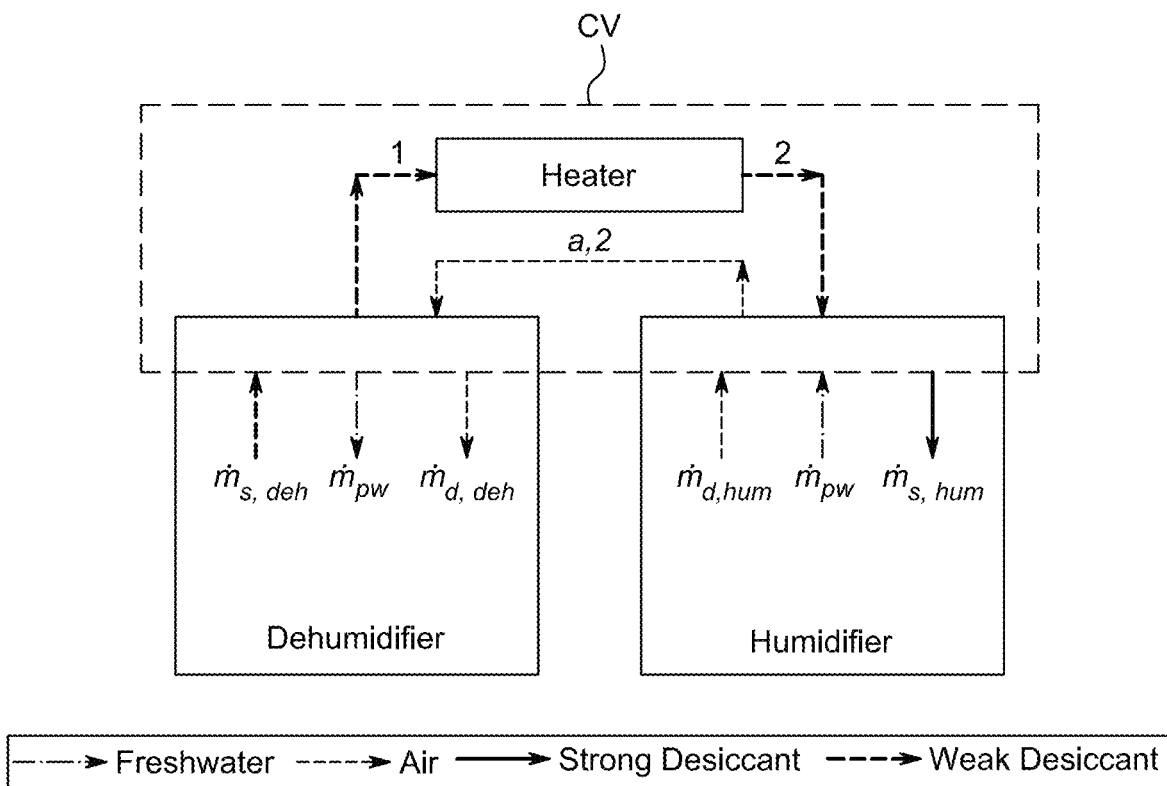 CV
1 Heater 2
a,2
ṁs, deh ṁpw ṁd, deh ṁd,hum ṁpw ṁs, hum
Dehumidifier Humidifier
Freshwater Air Strong Desiccant Weak Desiccant